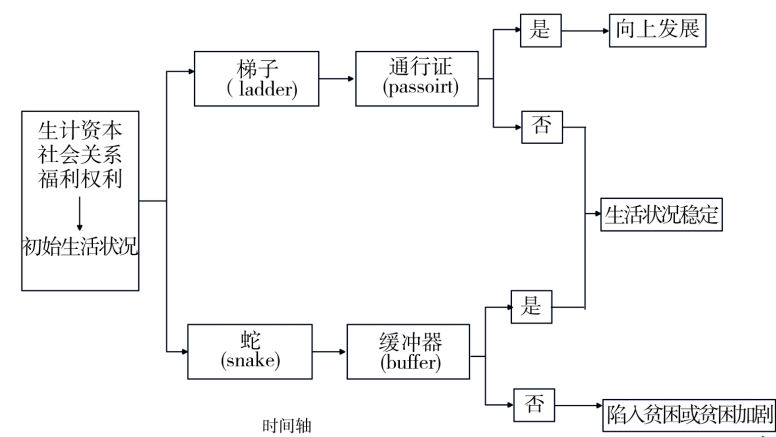 生计资本
社会关系
福利权利
初始生活状况
梯子
( ladder)
通行证
(passoirt)
是
向上发展
否
生活状况稳定
蛇
(snake)
缓冲器
(buffer)
是
否
陷入贫困或贫困加剧
时间轴